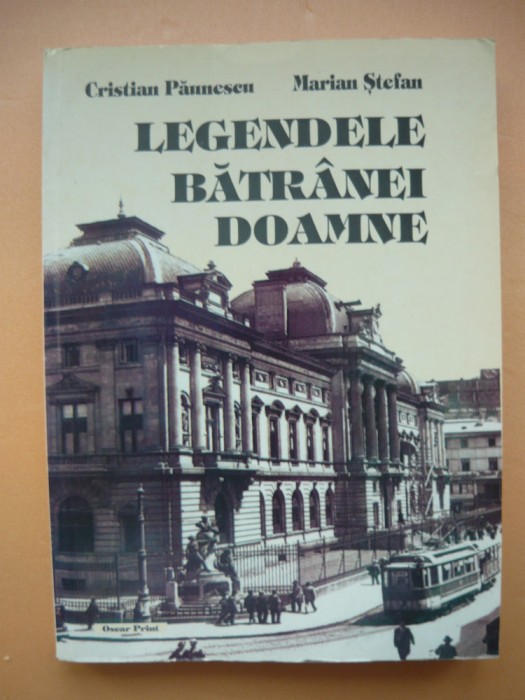 Cristian Păunescu Marian Ștefan
LEGENDELE
BĂTRÂNEI
DOAMNE
Oscar Print